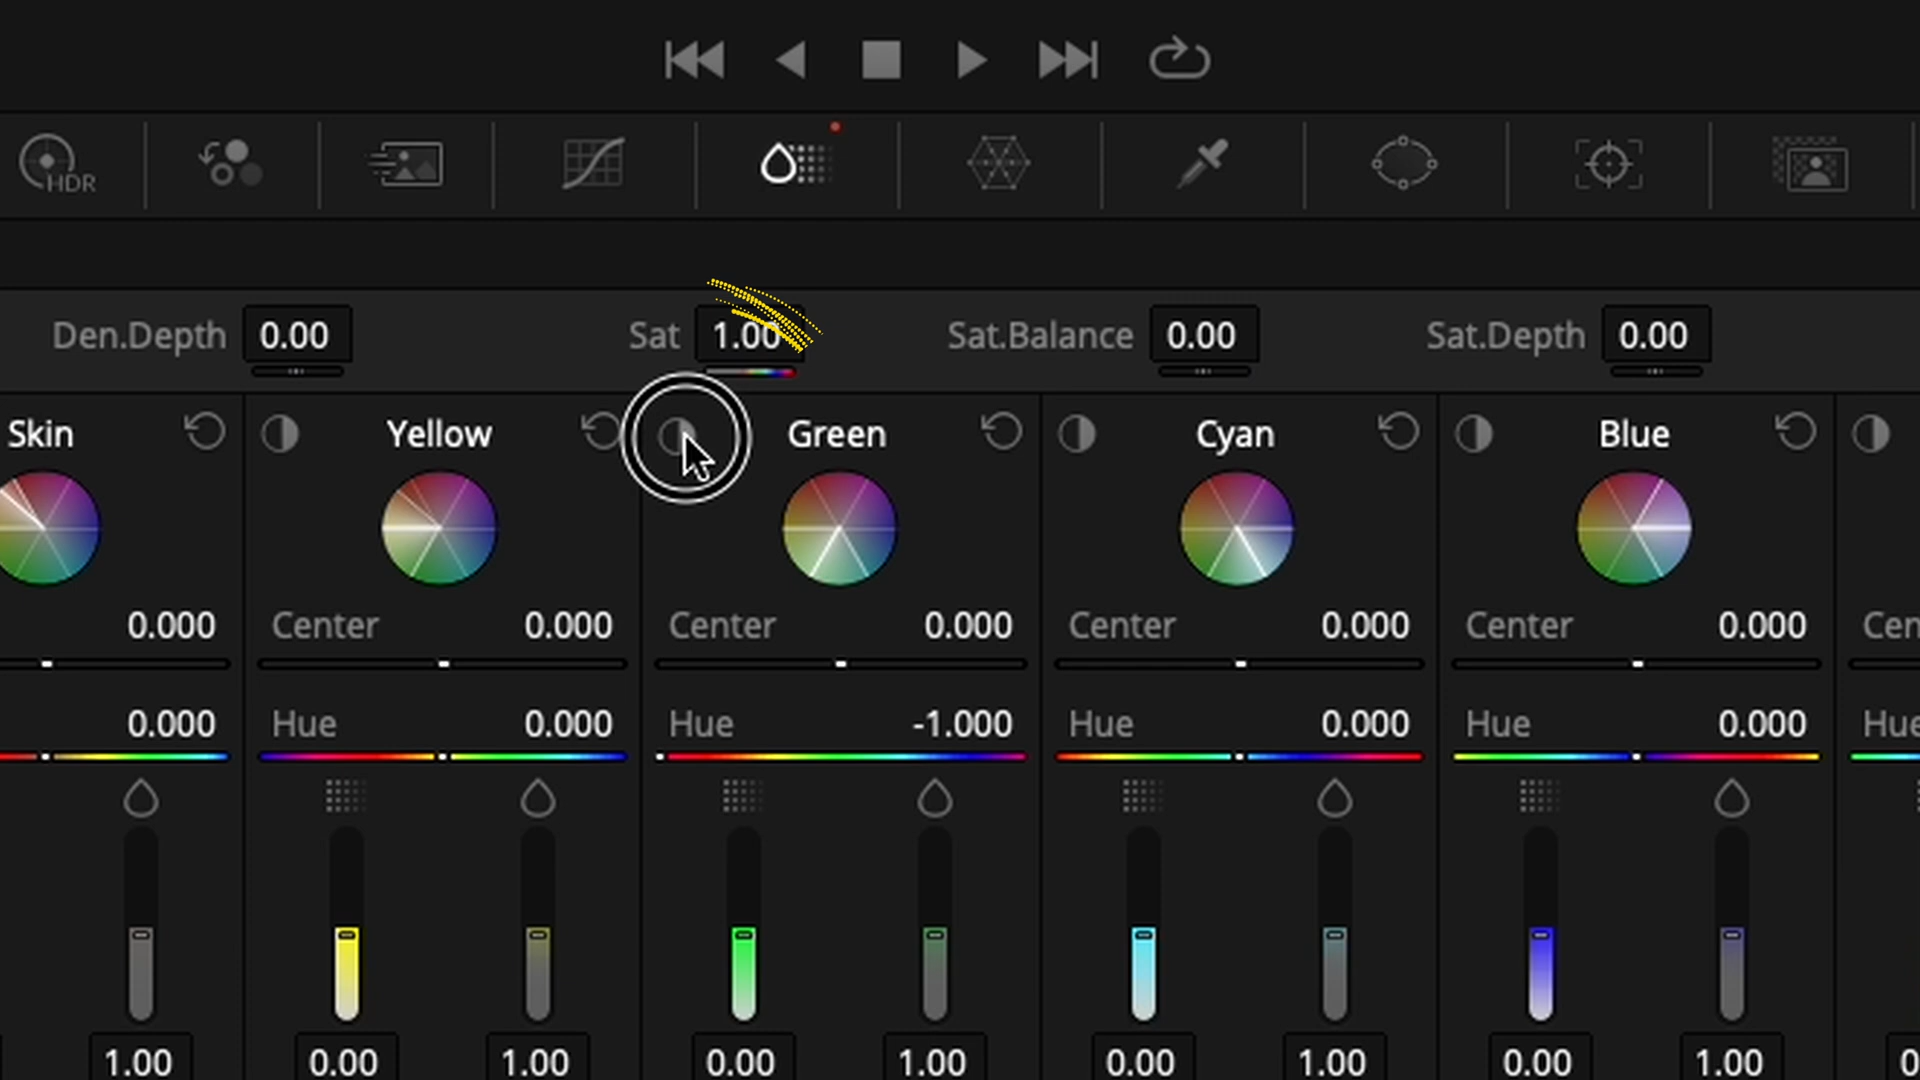 HDR
Den.Depth 0.00 Sat 1.00 Sat.Balance 0.00 Sat.Depth 0.00
Skin Yellow Green Cyan Blue
0.000 Center 0.000 Center 0.000 Center 0.000 Center 0.000 Cen
0.000 Hue 0.000 Hue -1.000 Hue 0.000 Hue 0.000 Hue
1.00 0.00 1.00 0.00 1.00 0.00 1.00 0.00 1.00 0